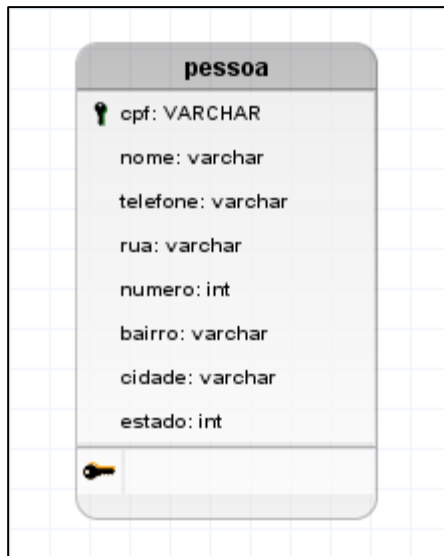 pessoa
cpf: VARCHAR
nome: varchar
telefone: varchar
rua: varchar
numero: int
bairro: varchar
cidade: varchar
estado: int